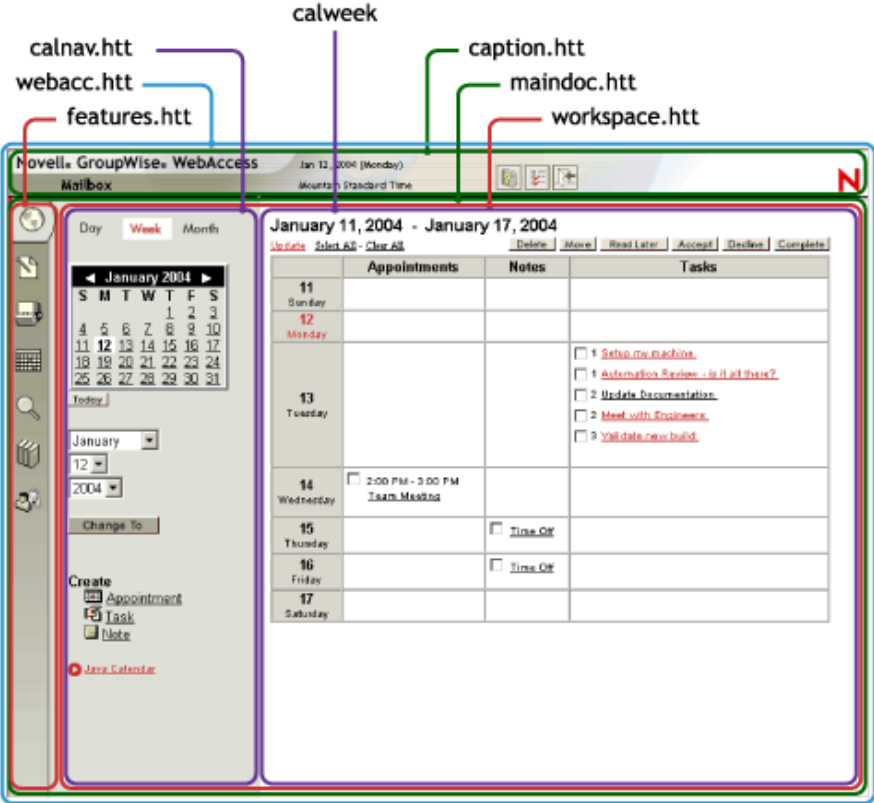 calweek
calnav.htt
caption.htt
webacc.htt
maindoc.htt
features.htt
workspace.htt
Novell® GroupWise® WebAccess
Jan 12, 2004 (Monday)
Mailbox
Mountain Standard Time
N
Day Week Month
January 11, 2004 - January 17, 2004
Update Select All - Clear All
Delete Move Read Later Accept Decline Complete
January 2004
S M T W T F S
1 2 3
4 5 6 7 8 9 10
11 12 13 14 15 16 17
18 19 20 21 22 23 24
25 26 27 28 29 30 31
Today
January
12
2004
Change To
Create
Appointment
Task
Note
Java Calendar
Appointments Notes Tasks
11
Sunday
12
Monday
13
Tuesday
1 Setup my machine.
1 Automation Review - is it all there?
2 Update Documentation
2 Meet with Engineers.
3 Validate new build.
14
Wednesday
2:00 PM - 3:00 PM
Team Meeting
15
Thursday
Time Off
16
Friday
Time Off
17
Saturday